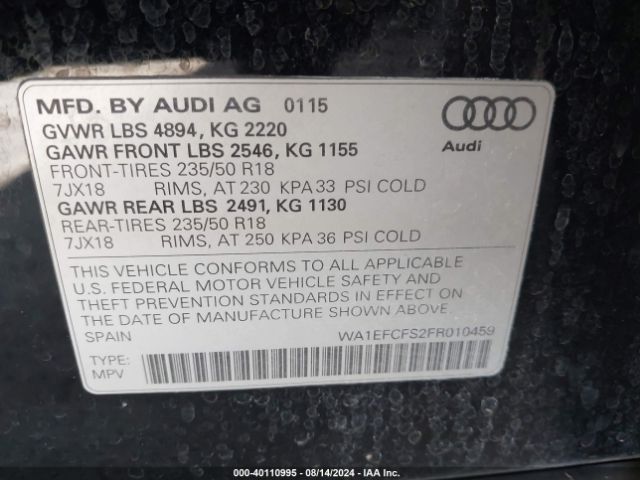 MFD. BY AUDI AG 0115
GVWR LBS 4894, KG 2220
GAWR FRONT LBS 2546, KG 1155
FRONT-TIRES 235/50 R18
7JX18 RIMS, AT 230 KPA 33 PSI COLD
GAWR REAR LBS 2491, KG 1130
REAR-TIRES 235/50 R18
7JX18 RIMS, AT 250 KPA 36 PSI COLD
Audi
THIS VEHICLE CONFORMS TO ALL APPLICABLE
U.S. FEDERAL MOTOR VEHICLE SAFETY AND
THEFT PREVENTION STANDARDS IN EFFECT ON
THE DATE OF MANUFACTURE SHOWN ABOVE.
SPAIN WA1EFCFS2FR010459
TYPE:
MPV
000-40110995 - 08/14/2024 - IAA Inc.